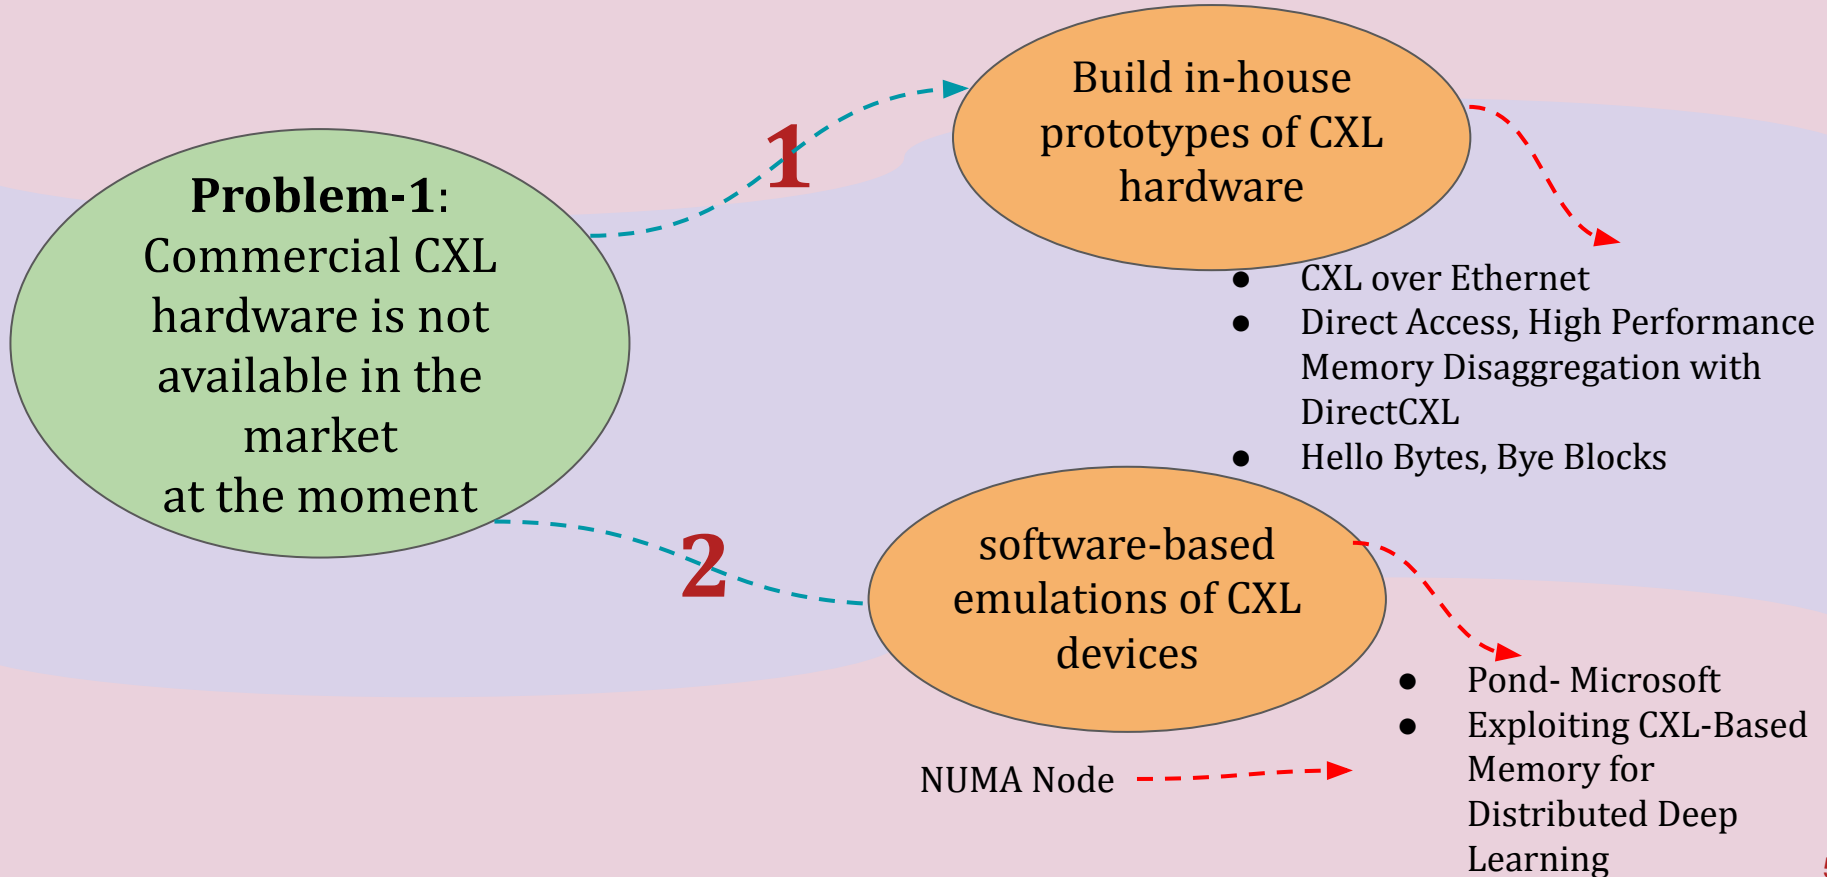 Problem-1:
Commercial CXL
hardware is not
available in the
market
at the moment
1
Build in-house
prototypes of CXL
hardware
● CXL over Ethernet
● Direct Access, High Performance
Memory Disaggregation with
DirectCXL
● Hello Bytes, Bye Blocks
2
software-based
emulations of CXL
devices
● Pond- Microsoft
● Exploiting CXL-Based
Memory for
Distributed Deep
Learning
NUMA Node